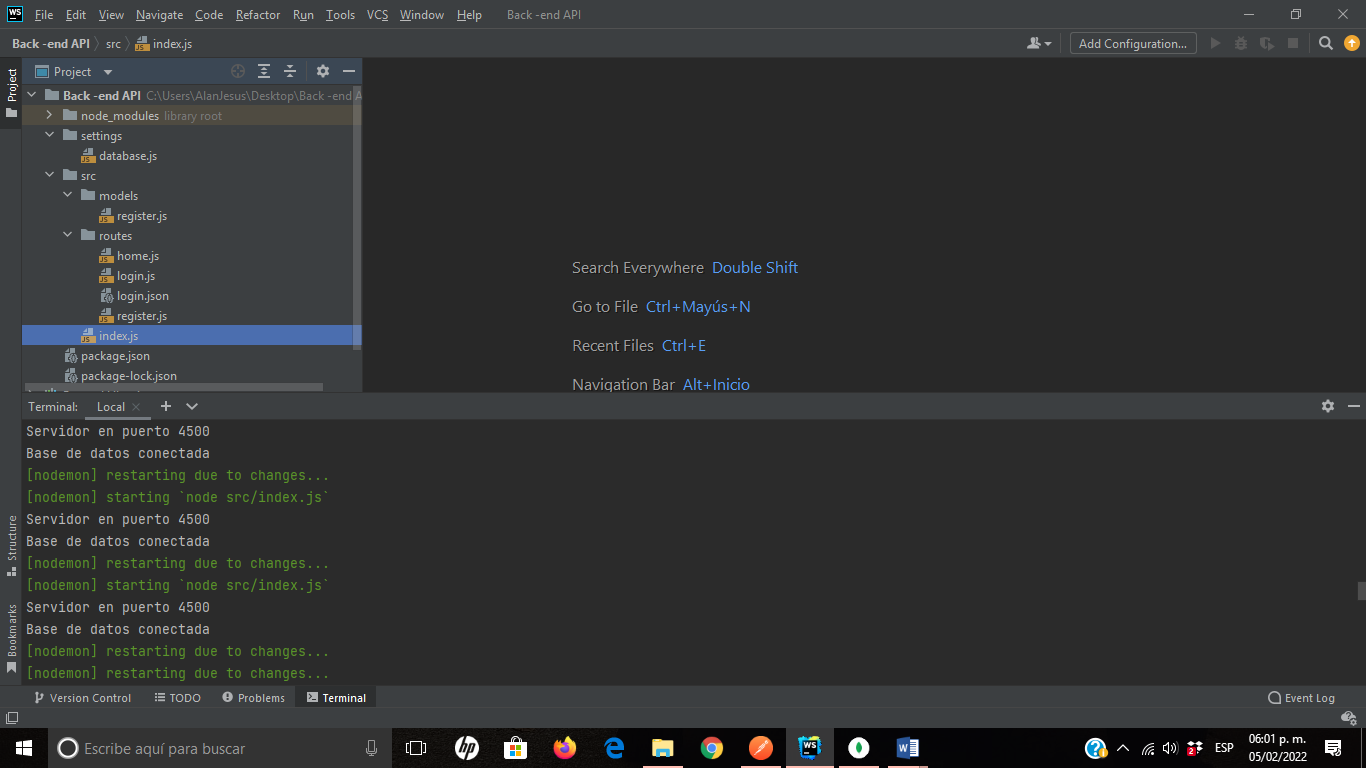 WS File Edit View Navigate Code Refactor Run Tools VCS Window Help Back -end API
Back -end API src index.js Add Configuration...
Project
Project
Back -end API C:\Users\AlanJesus\Desktop\Back -end A
node_modules library root
settings
database.js
src
models
register.js
routes
home.js
login.js
login.json
register.js
index.js
package.json
package-lock.json
Search Everywhere Double Shift
Go to File Ctrl+Mayús+N
Recent Files Ctrl+E
Navigation Bar Alt+Inicio
Terminal: Local
Servidor en puerto 4500
Base de datos conectada
[nodemon] restarting due to changes...
[nodemon] starting `node src/index.js`
Servidor en puerto 4500
Base de datos conectada
[nodemon] restarting due to changes...
[nodemon] starting `node src/index.js`
Servidor en puerto 4500
Base de datos conectada
[nodemon] restarting due to changes...
[nodemon] restarting due to changes...
Structure
Bookmarks
Version Control TODO Problems Terminal Event Log
Escribe aquí para buscar
hp
WS
W
2
ESP
06:01 p. m.
05/02/2022